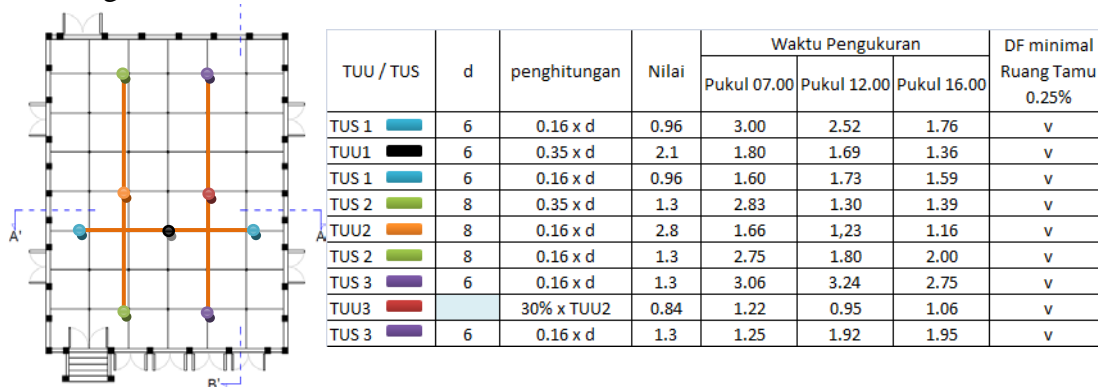 A'
A
B'
TUU / TUS d penghitungan Nilai Waktu Pengukuran DF minimal Ruang Tamu 0.25%
Pukul 07.00 Pukul 12.00 Pukul 16.00
TUS 1 6 0.16 x d 0.96 3.00 2.52 1.76 v
TUU1 6 0.35 x d 2.1 1.80 1.69 1.36 v
TUS 1 6 0.16 x d 0.96 1.60 1.73 1.59 v
TUS 2 8 0.35 x d 1.3 2.83 1.30 1.39 v
TUU2 8 0.16 x d 2.8 1.66 1,23 1.16 v
TUS 2 8 0.16 x d 1.3 2.75 1.80 2.00 v
TUS 3 6 0.16 x d 1.3 3.06 3.24 2.75 v
TUU3 30% x TUU2 0.84 1.22 0.95 1.06 v
TUS 3 6 0.16 x d 1.3 1.25 1.92 1.95 v